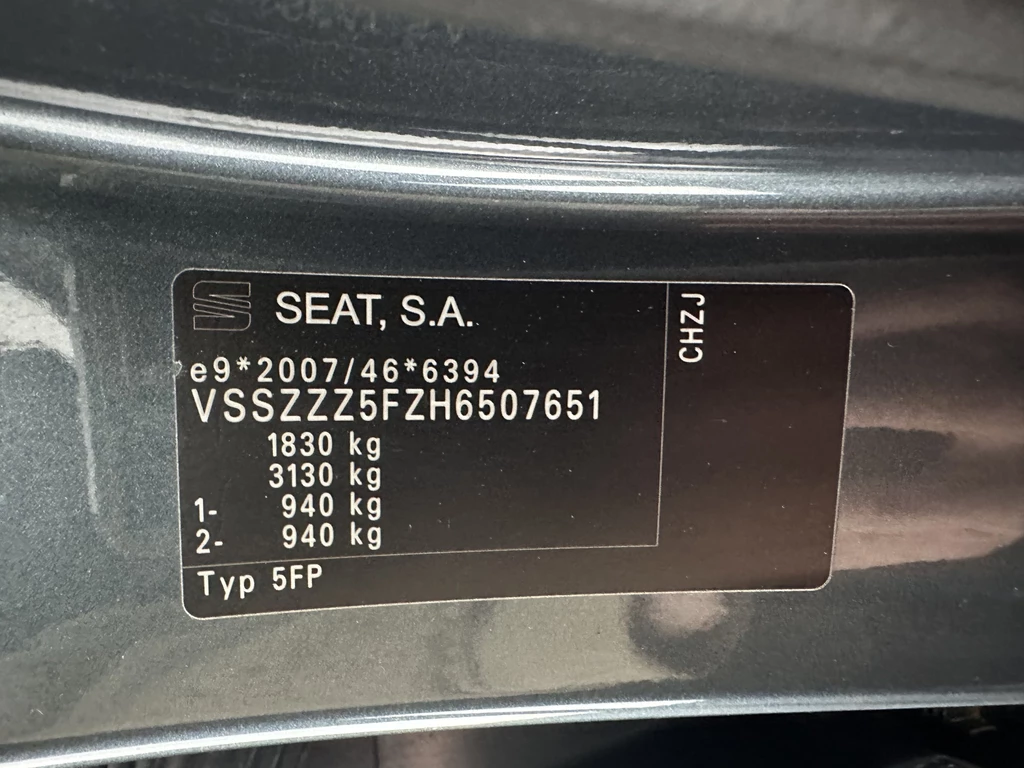 SEAT, S.A.
CHZJ
e9*2007/46*6394
VSSZZZ5FZH6507651
1830 kg
3130 kg
1- 940 kg
2- 940 kg
Typ 5FP